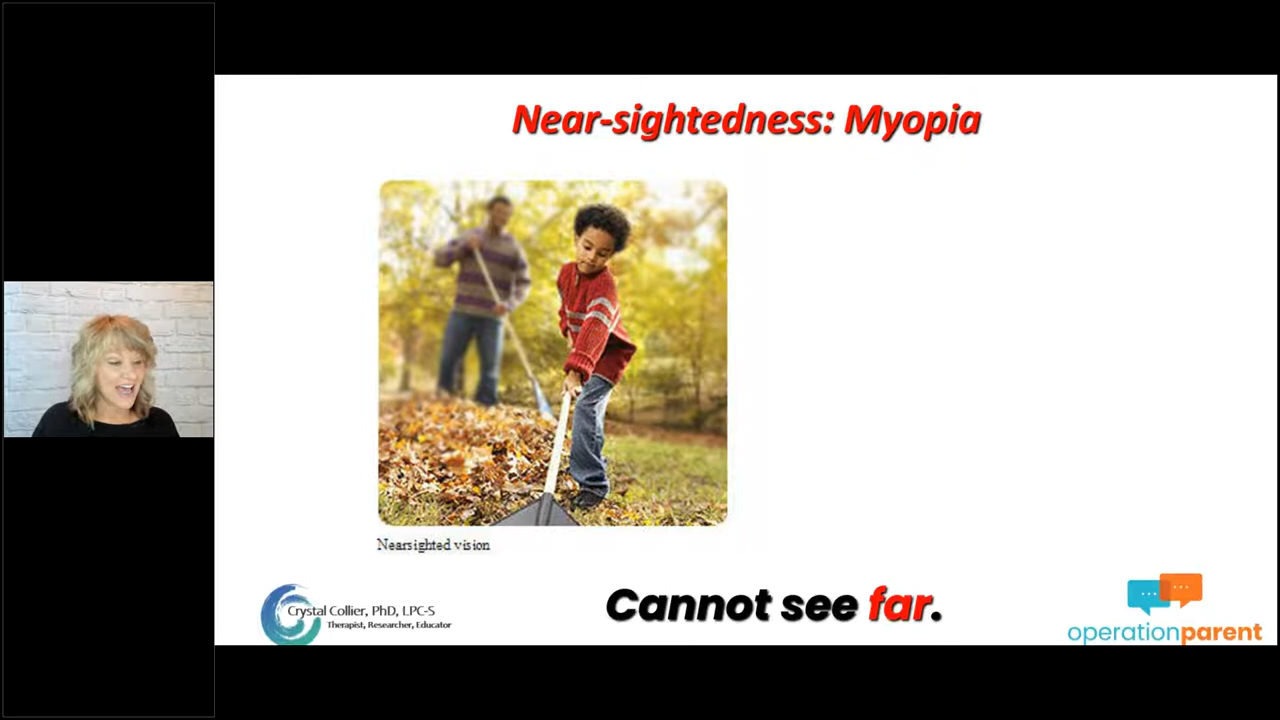 Near-sightedness: Myopia
Nearsighted vision
Cannot see far.
Crystal Collier, PhD, LPC-S
Therapist, Researcher, Educator
operationparent